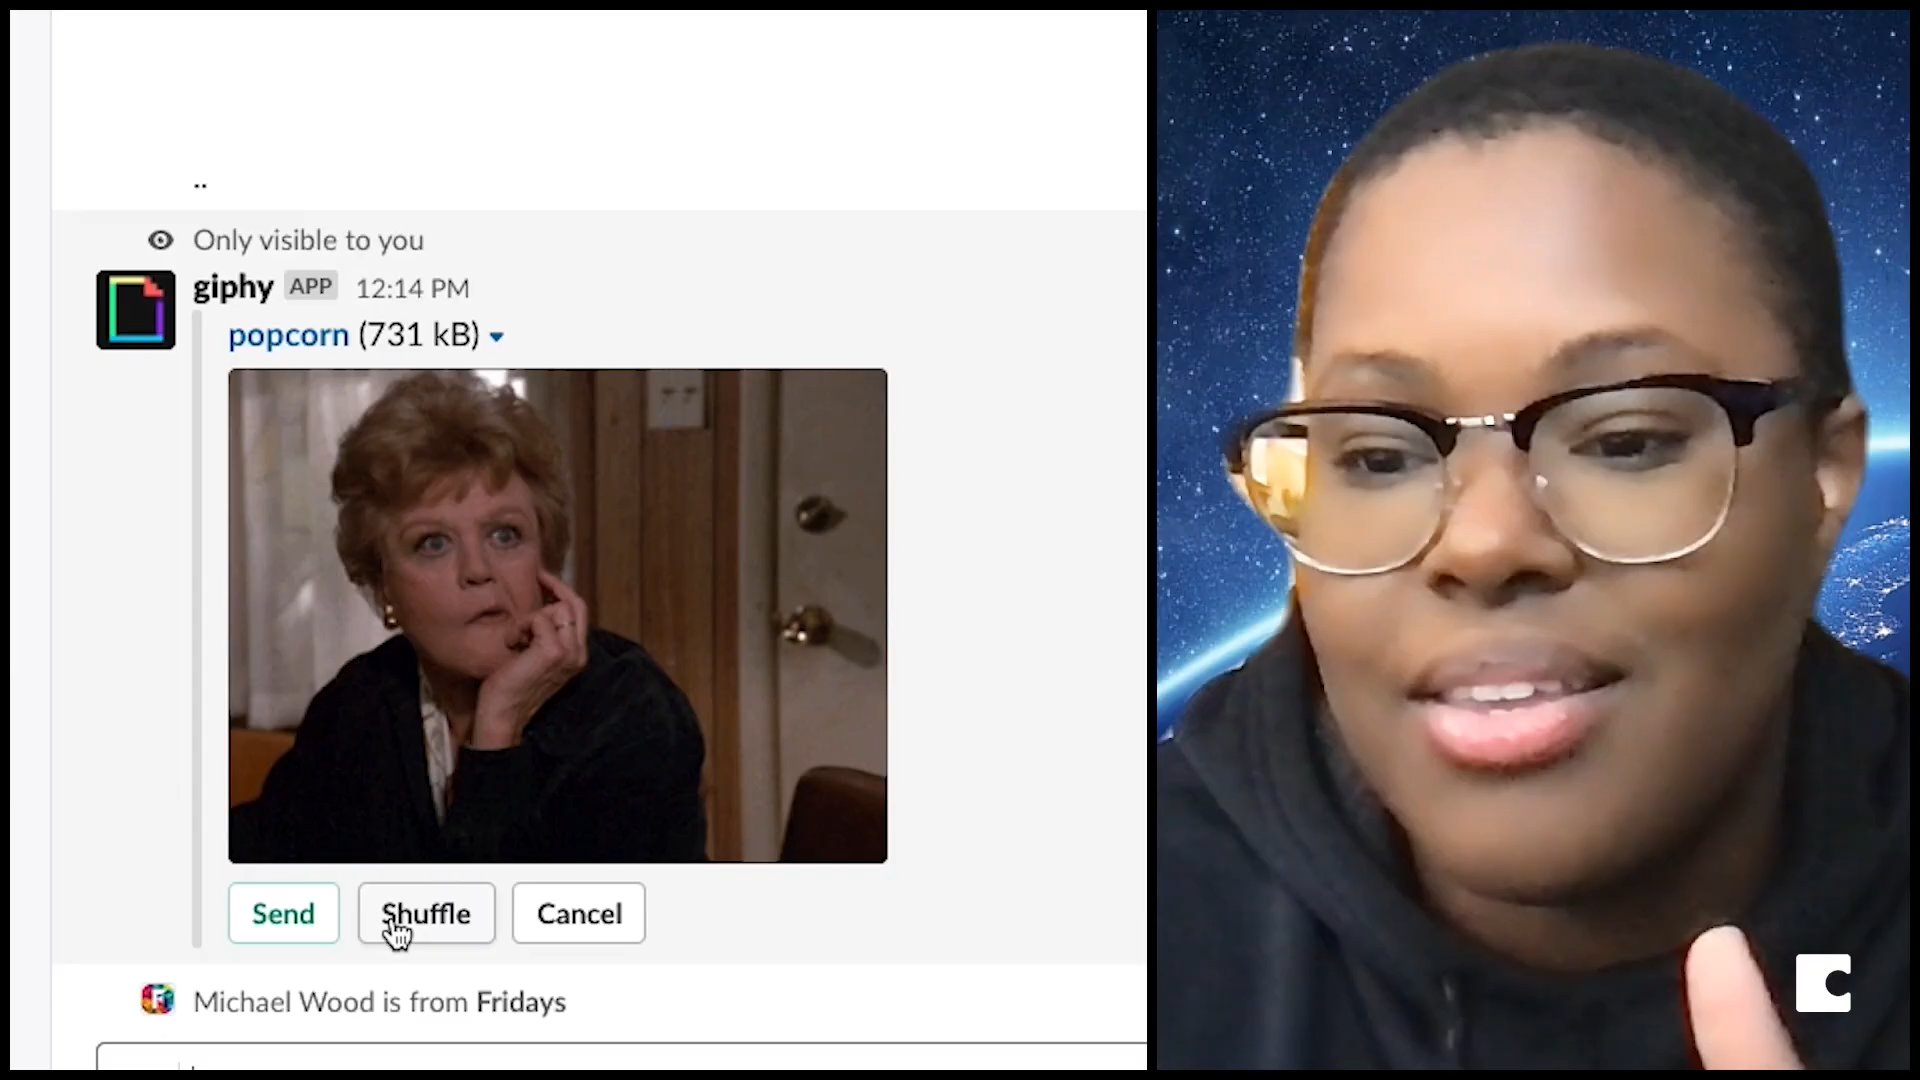 ..
Only visible to you
giphy APP 12:14 PM
popcorn (731 kB)
Send Shuffle Cancel
Michael Wood is from Fridays